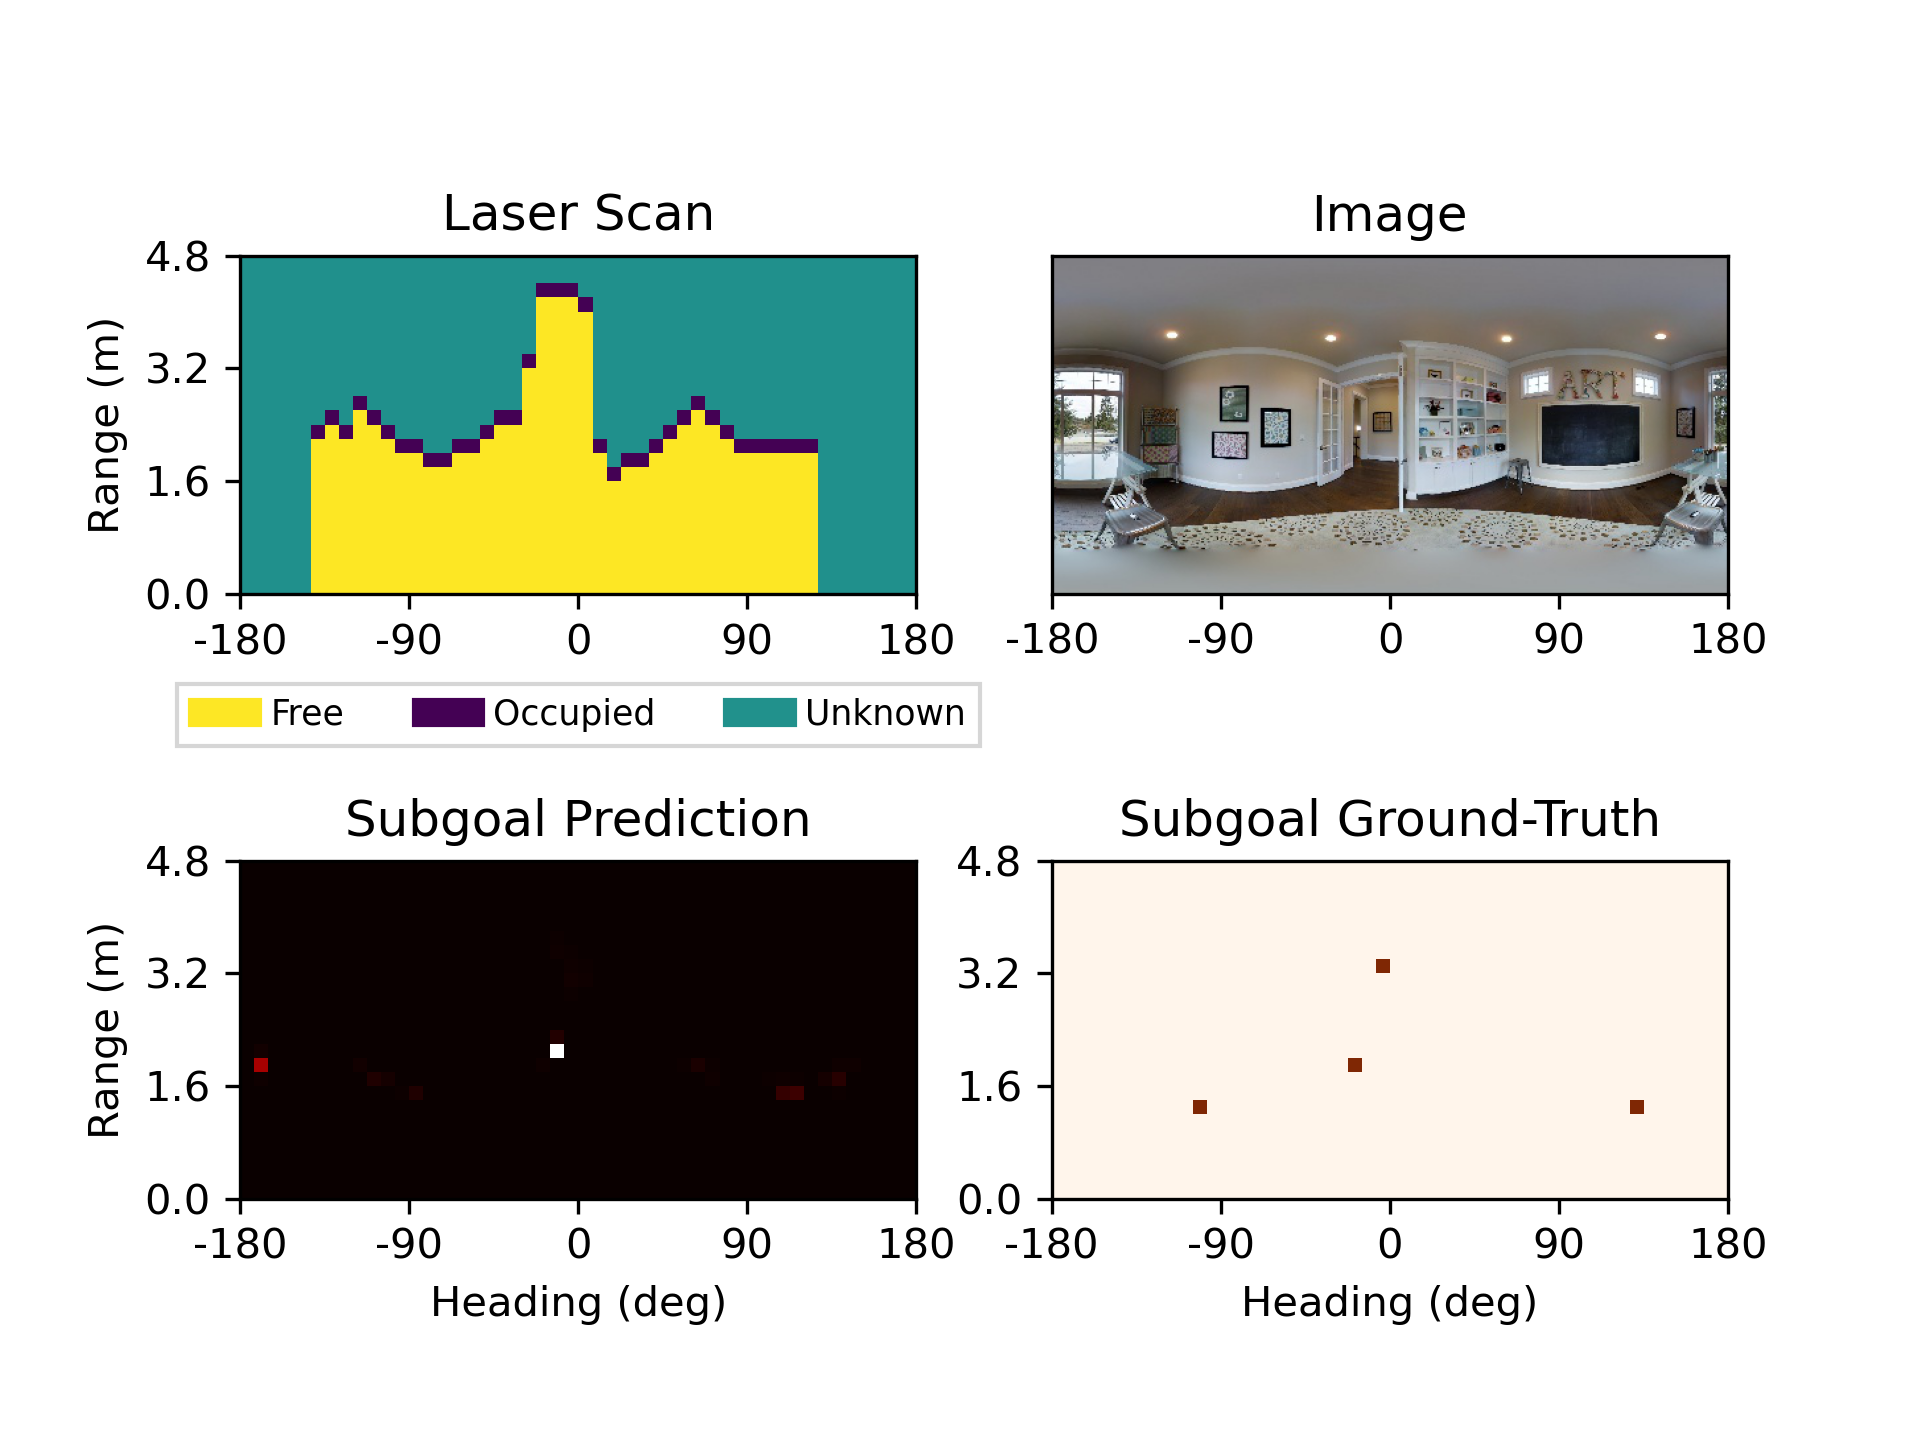 Laser Scan
Image
Range (m)
4.8
3.2
1.6
0.0
-180 -90 0 90 180
ART
-180 -90 0 90 180
Free Occupied Unknown
Subgoal Prediction
Subgoal Ground-Truth
Range (m)
4.8
3.2
1.6
0.0
-180 -90 0 90 180
Heading (deg)
4.8
3.2
1.6
0.0
-180 -90 0 90 180
Heading (deg)